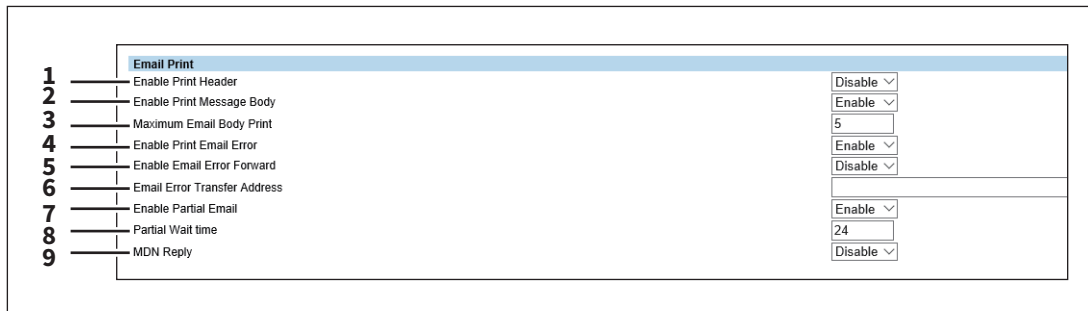 Email Print
1 Enable Print Header Disable
2 Enable Print Message Body Enable
3 Maximum Email Body Print 5
4 Enable Print Email Error Enable
5 Enable Email Error Forward Disable
6 Email Error Transfer Address
7 Enable Partial Email Enable
8 Partial Wait time 24
9 MDN Reply Disable